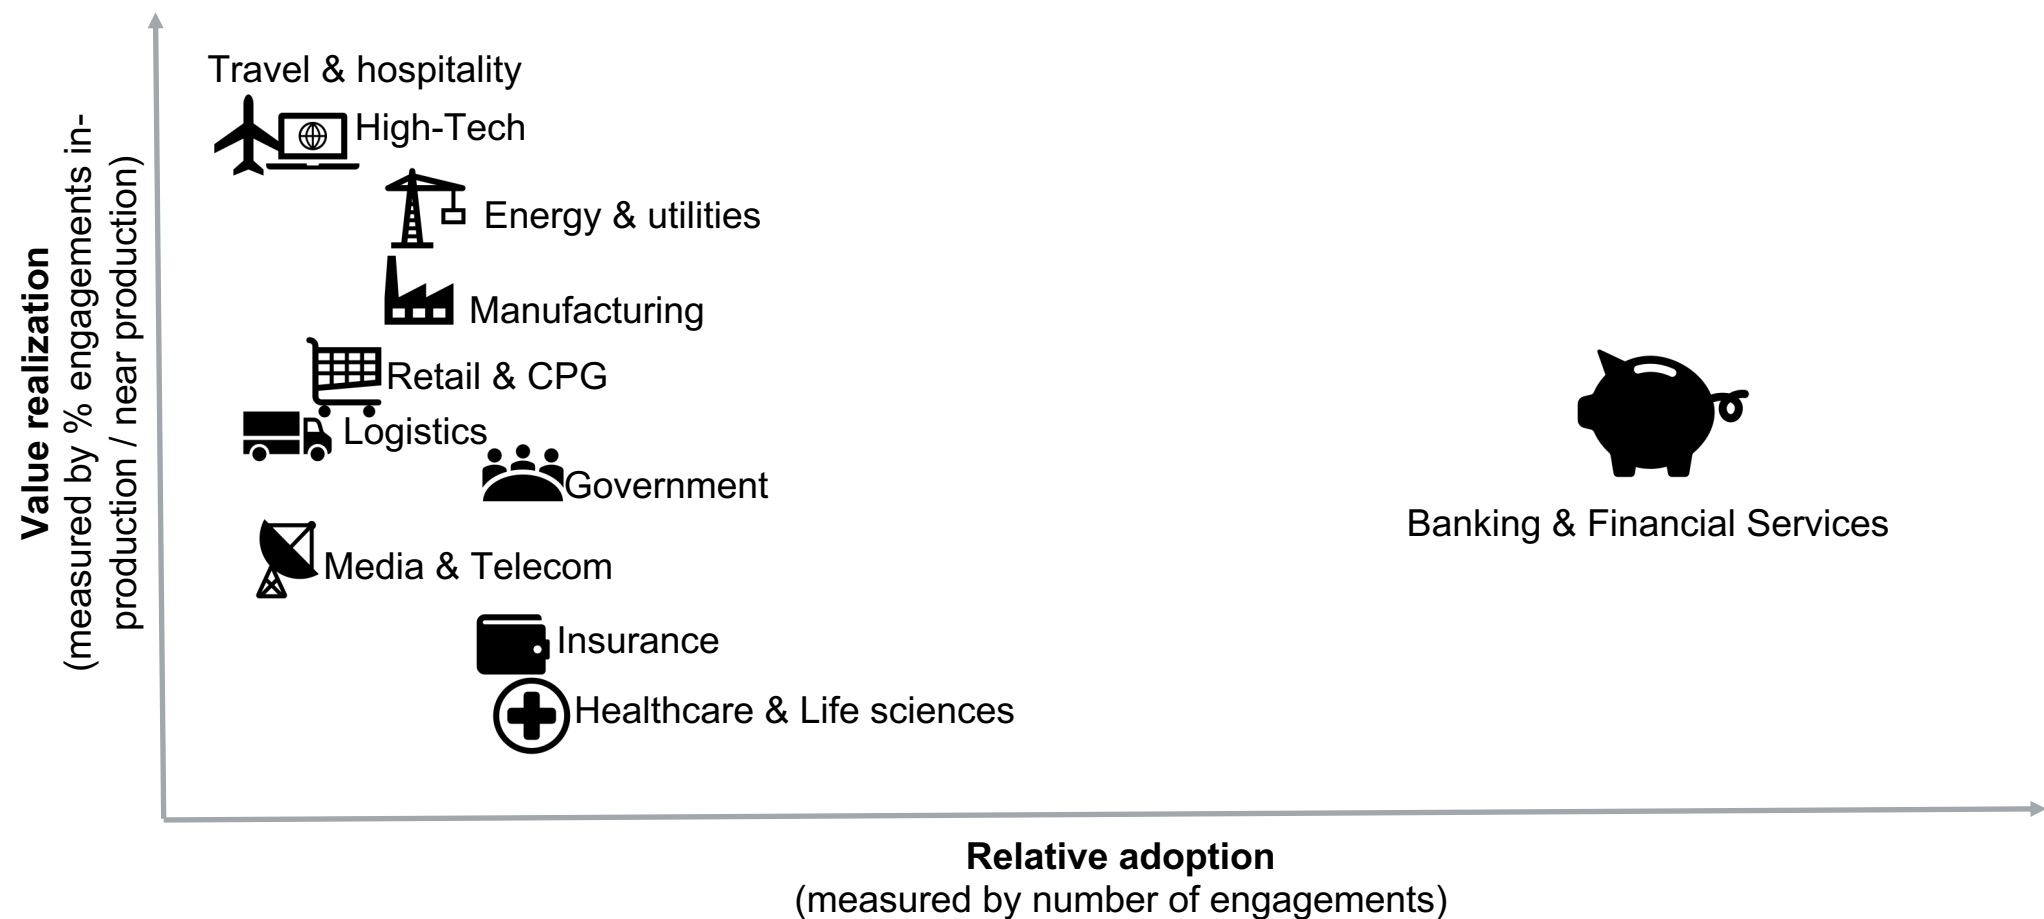 Travel & hospitality
High-Tech
Energy & utilities
Manufacturing
Retail & CPG
Logistics
Government
Media & Telecom
Insurance
Healthcare & Life sciences
Banking & Financial Services
Value realization
(measured by % engagements in-
production / near production)
Relative adoption
(measured by number of engagements)